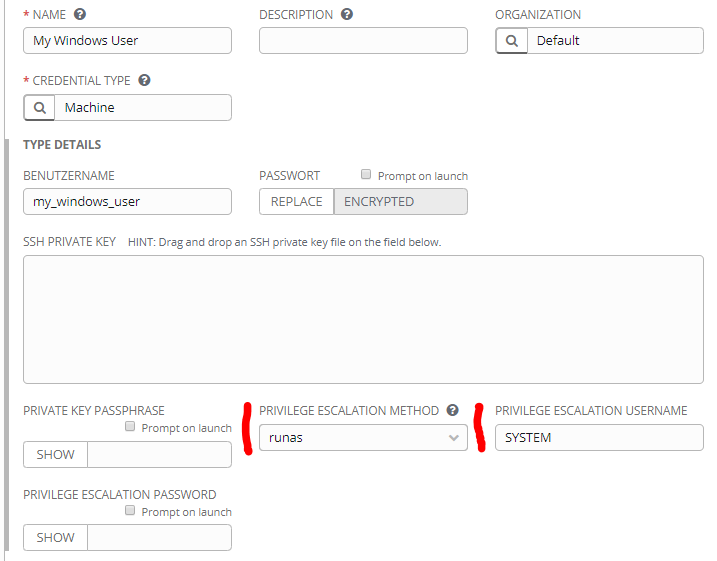 * NAME ? DESCRIPTION ? ORGANIZATION
My Windows User Default
* CREDENTIAL TYPE ?
Machine
TYPE DETAILS
BENUTZERNAME PASSWORT Prompt on launch
my_windows_user REPLACE ENCRYPTED
SSH PRIVATE KEY HINT: Drag and drop an SSH private key file on the field below.
PRIVATE KEY PASSPHRASE PRIVILEGE ESCALATION METHOD ? PRIVILEGE ESCALATION USERNAME
Prompt on launch
SHOW runas SYSTEM
PRIVILEGE ESCALATION PASSWORD
Prompt on launch
SHOW